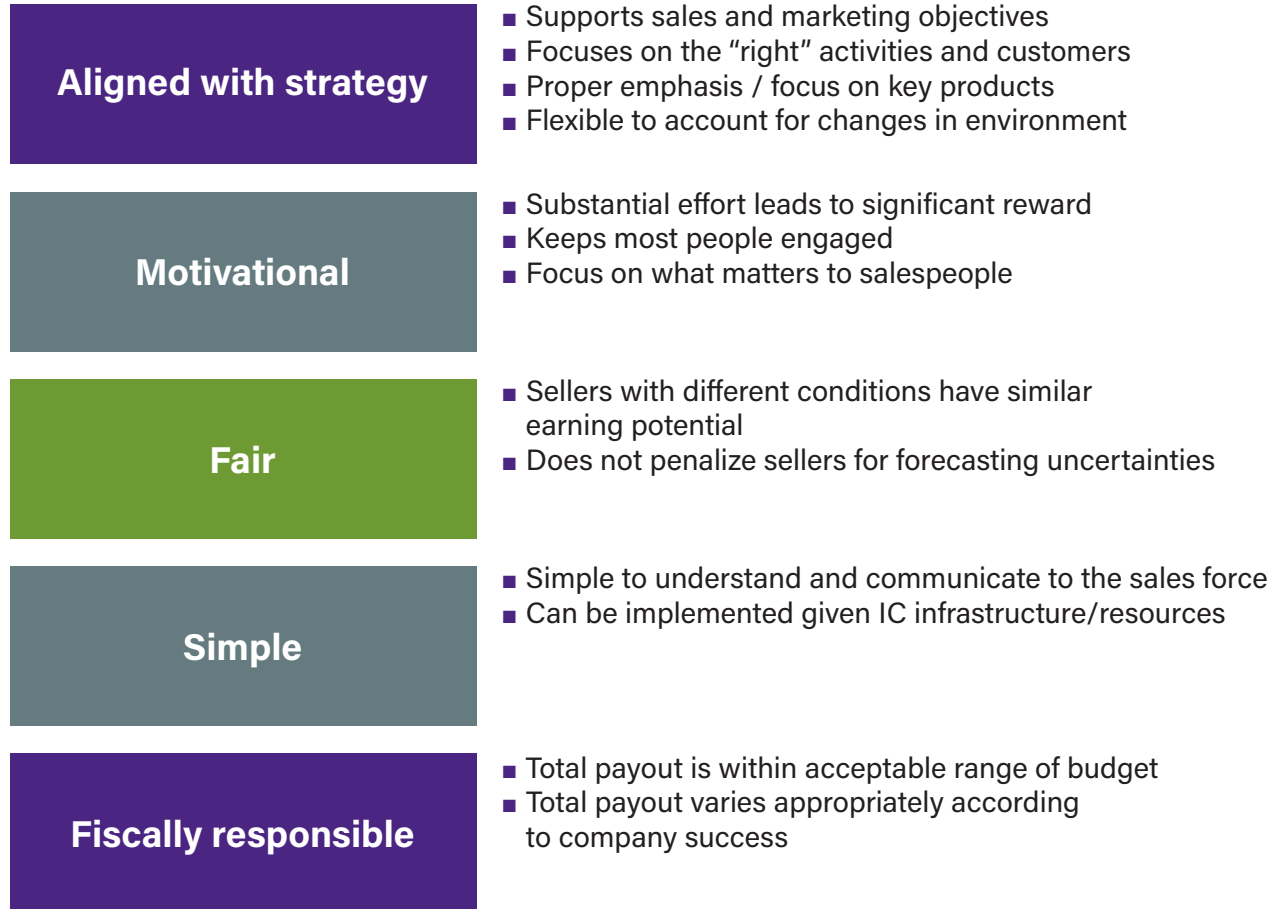 Aligned with strategy
■ Supports sales and marketing objectives
■ Focuses on the “right” activities and customers
■ Proper emphasis / focus on key products
■ Flexible to account for changes in environment
Motivational
■ Substantial effort leads to significant reward
■ Keeps most people engaged
■ Focus on what matters to salespeople
Fair
■ Sellers with different conditions have similar
earning potential
■ Does not penalize sellers for forecasting uncertainties
Simple
■ Simple to understand and communicate to the sales force
■ Can be implemented given IC infrastructure/resources
Fiscally responsible
■ Total payout is within acceptable range of budget
■ Total payout varies appropriately according
to company success